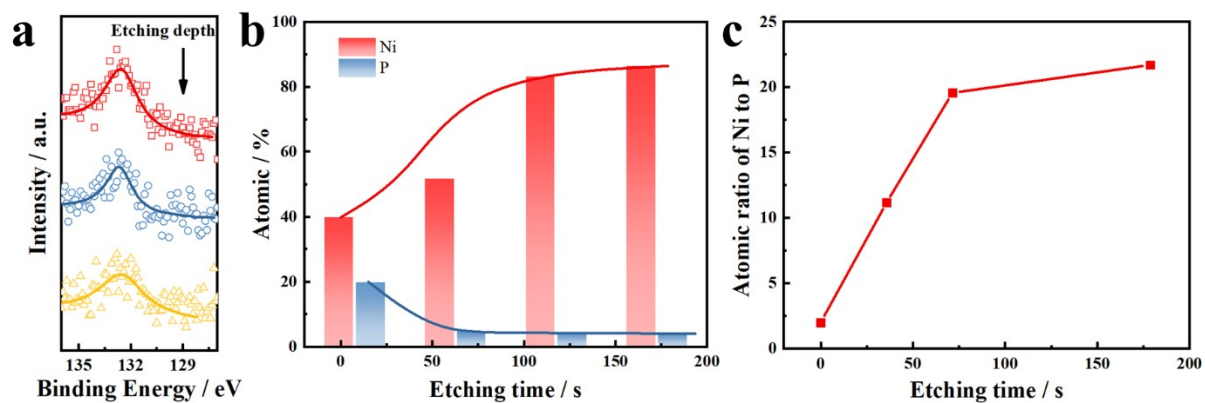 a
Etching depth
Intensity / a.u.
135 132 129
Binding Energy / eV
b
Ni
P
Atomic / %
100
80
60
40
20
0
0 50 100 150 200
Etching time / s
c
Atomic ratio of Ni to P
25
20
15
10
5
0
0 50 100 150 200
Etching time / s